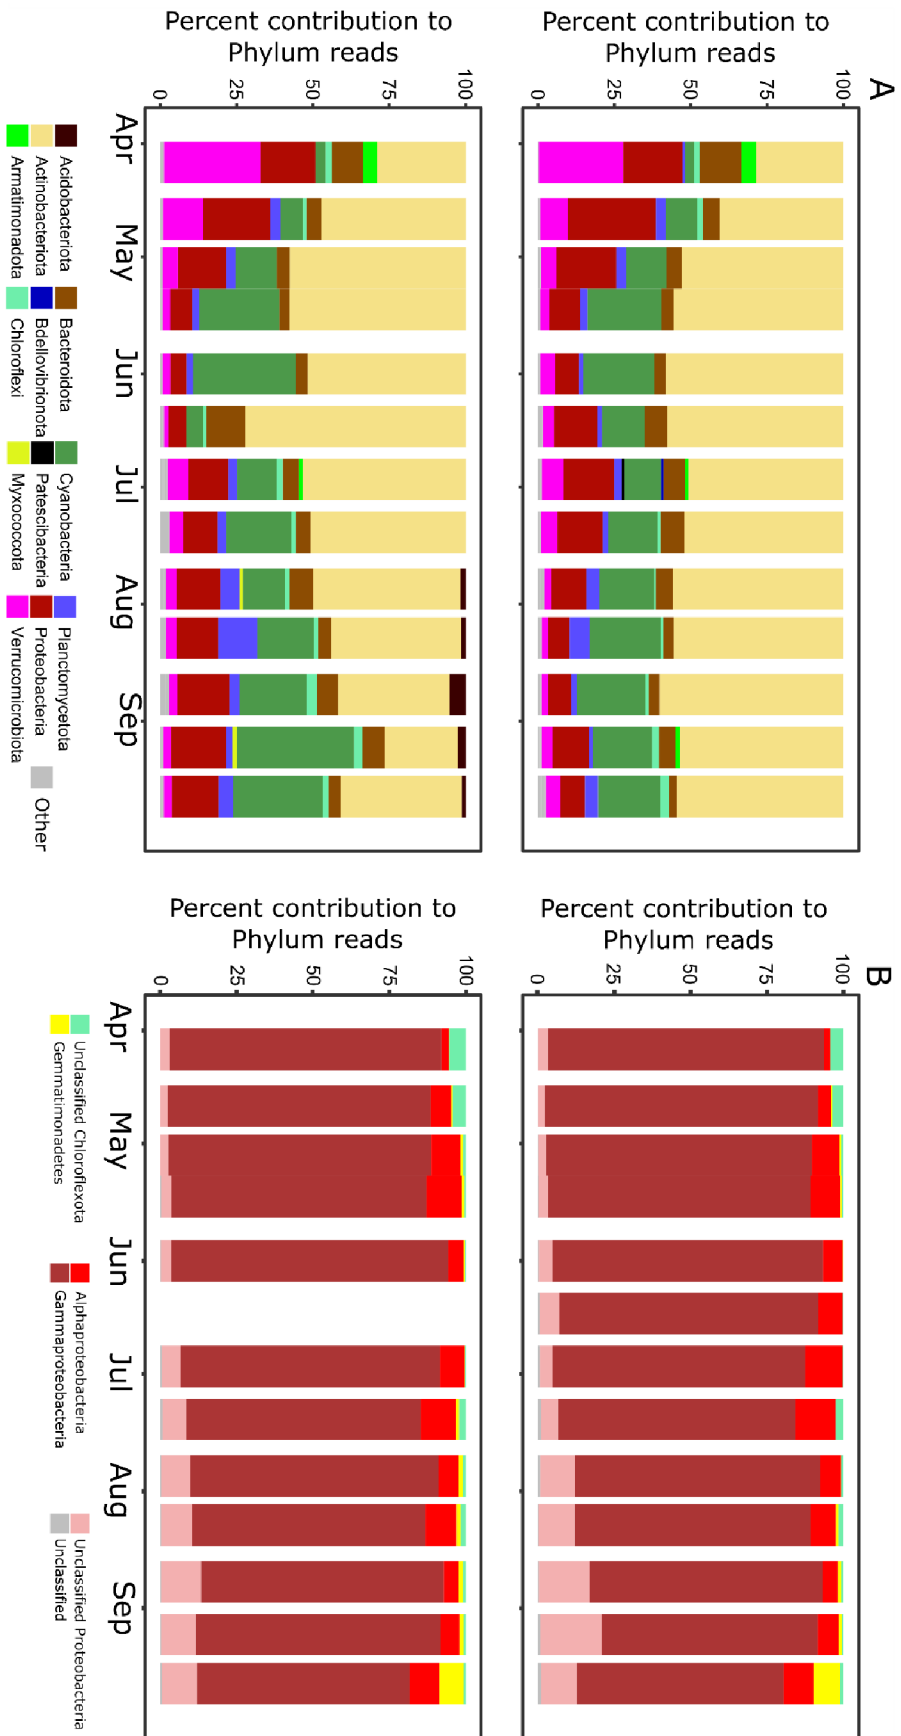 A
Percent contribution to
Phylum reads
0
25
50
75
100
Percent contribution to
Phylum reads
0
25
50
75
100
Apr
May
Jun
Jul
Aug
Sep
Acidobacteriota
Actinobacteriota
Armatimonadota
Bacteroidota
Bdellovibrionota
Chloroflexi
Cyanobacteria
Patescibacteria
Myxococcota
Planctomycetota
Proteobacteria
Verrucomicrobiota
Other
B
Percent contribution to
Phylum reads
0
25
50
75
100
Percent contribution to
Phylum reads
0
25
50
75
100
Apr
May
Jun
Jul
Aug
Sep
Unclassified Chloroflexota
Gemmatimonadetes
Alphaproteobacteria
Gammaproteobacteria
Unclassified Proteobacteria
Unclassified